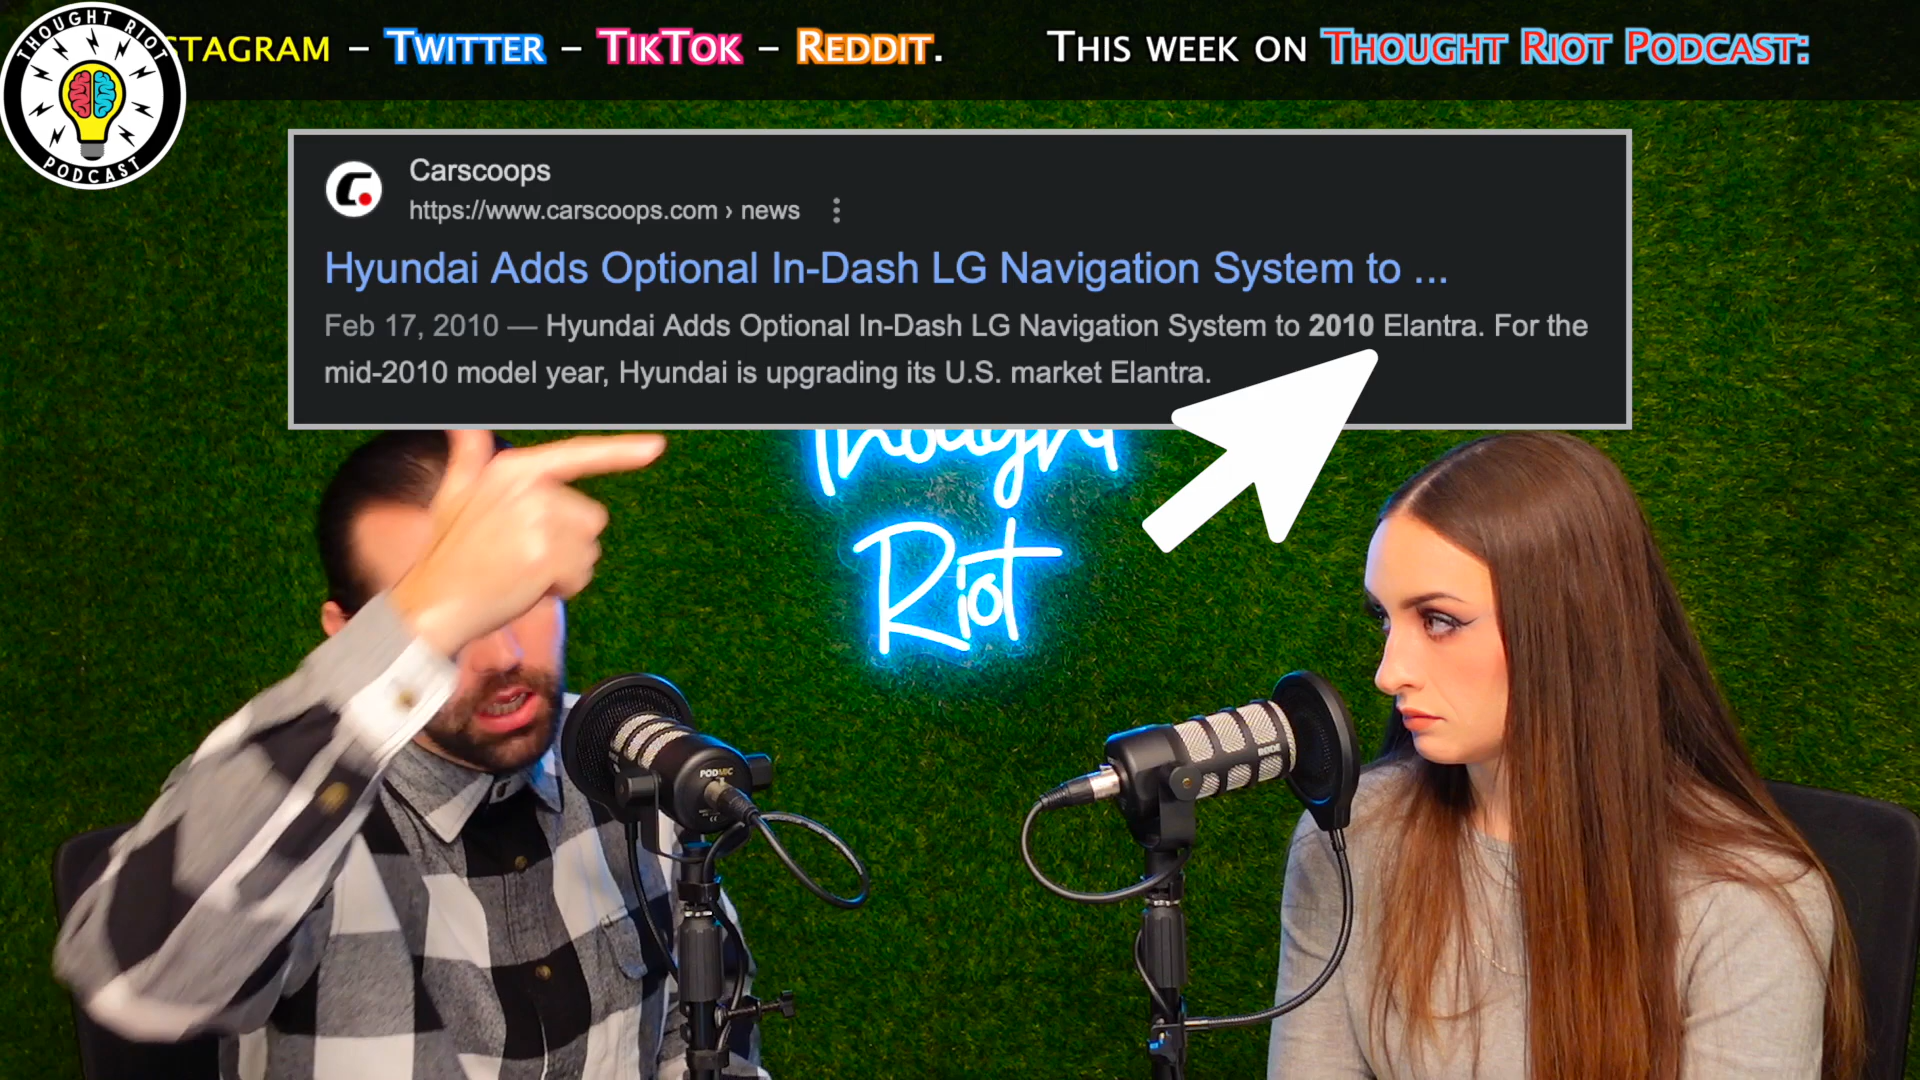 THOUGHT RIOT
PODCAST
STAGRAM – TWITTER – TIKTOK – REDDIT. THIS WEEK ON THOUGHT RIOT PODCAST:
Carscoops
https://www.carscoops.com › news
Hyundai Adds Optional In-Dash LG Navigation System to ...
Feb 17, 2010 — Hyundai Adds Optional In-Dash LG Navigation System to 2010 Elantra. For the
mid-2010 model year, Hyundai is upgrading its U.S. market Elantra.
Thought
Riot
PODMIC
RØDE